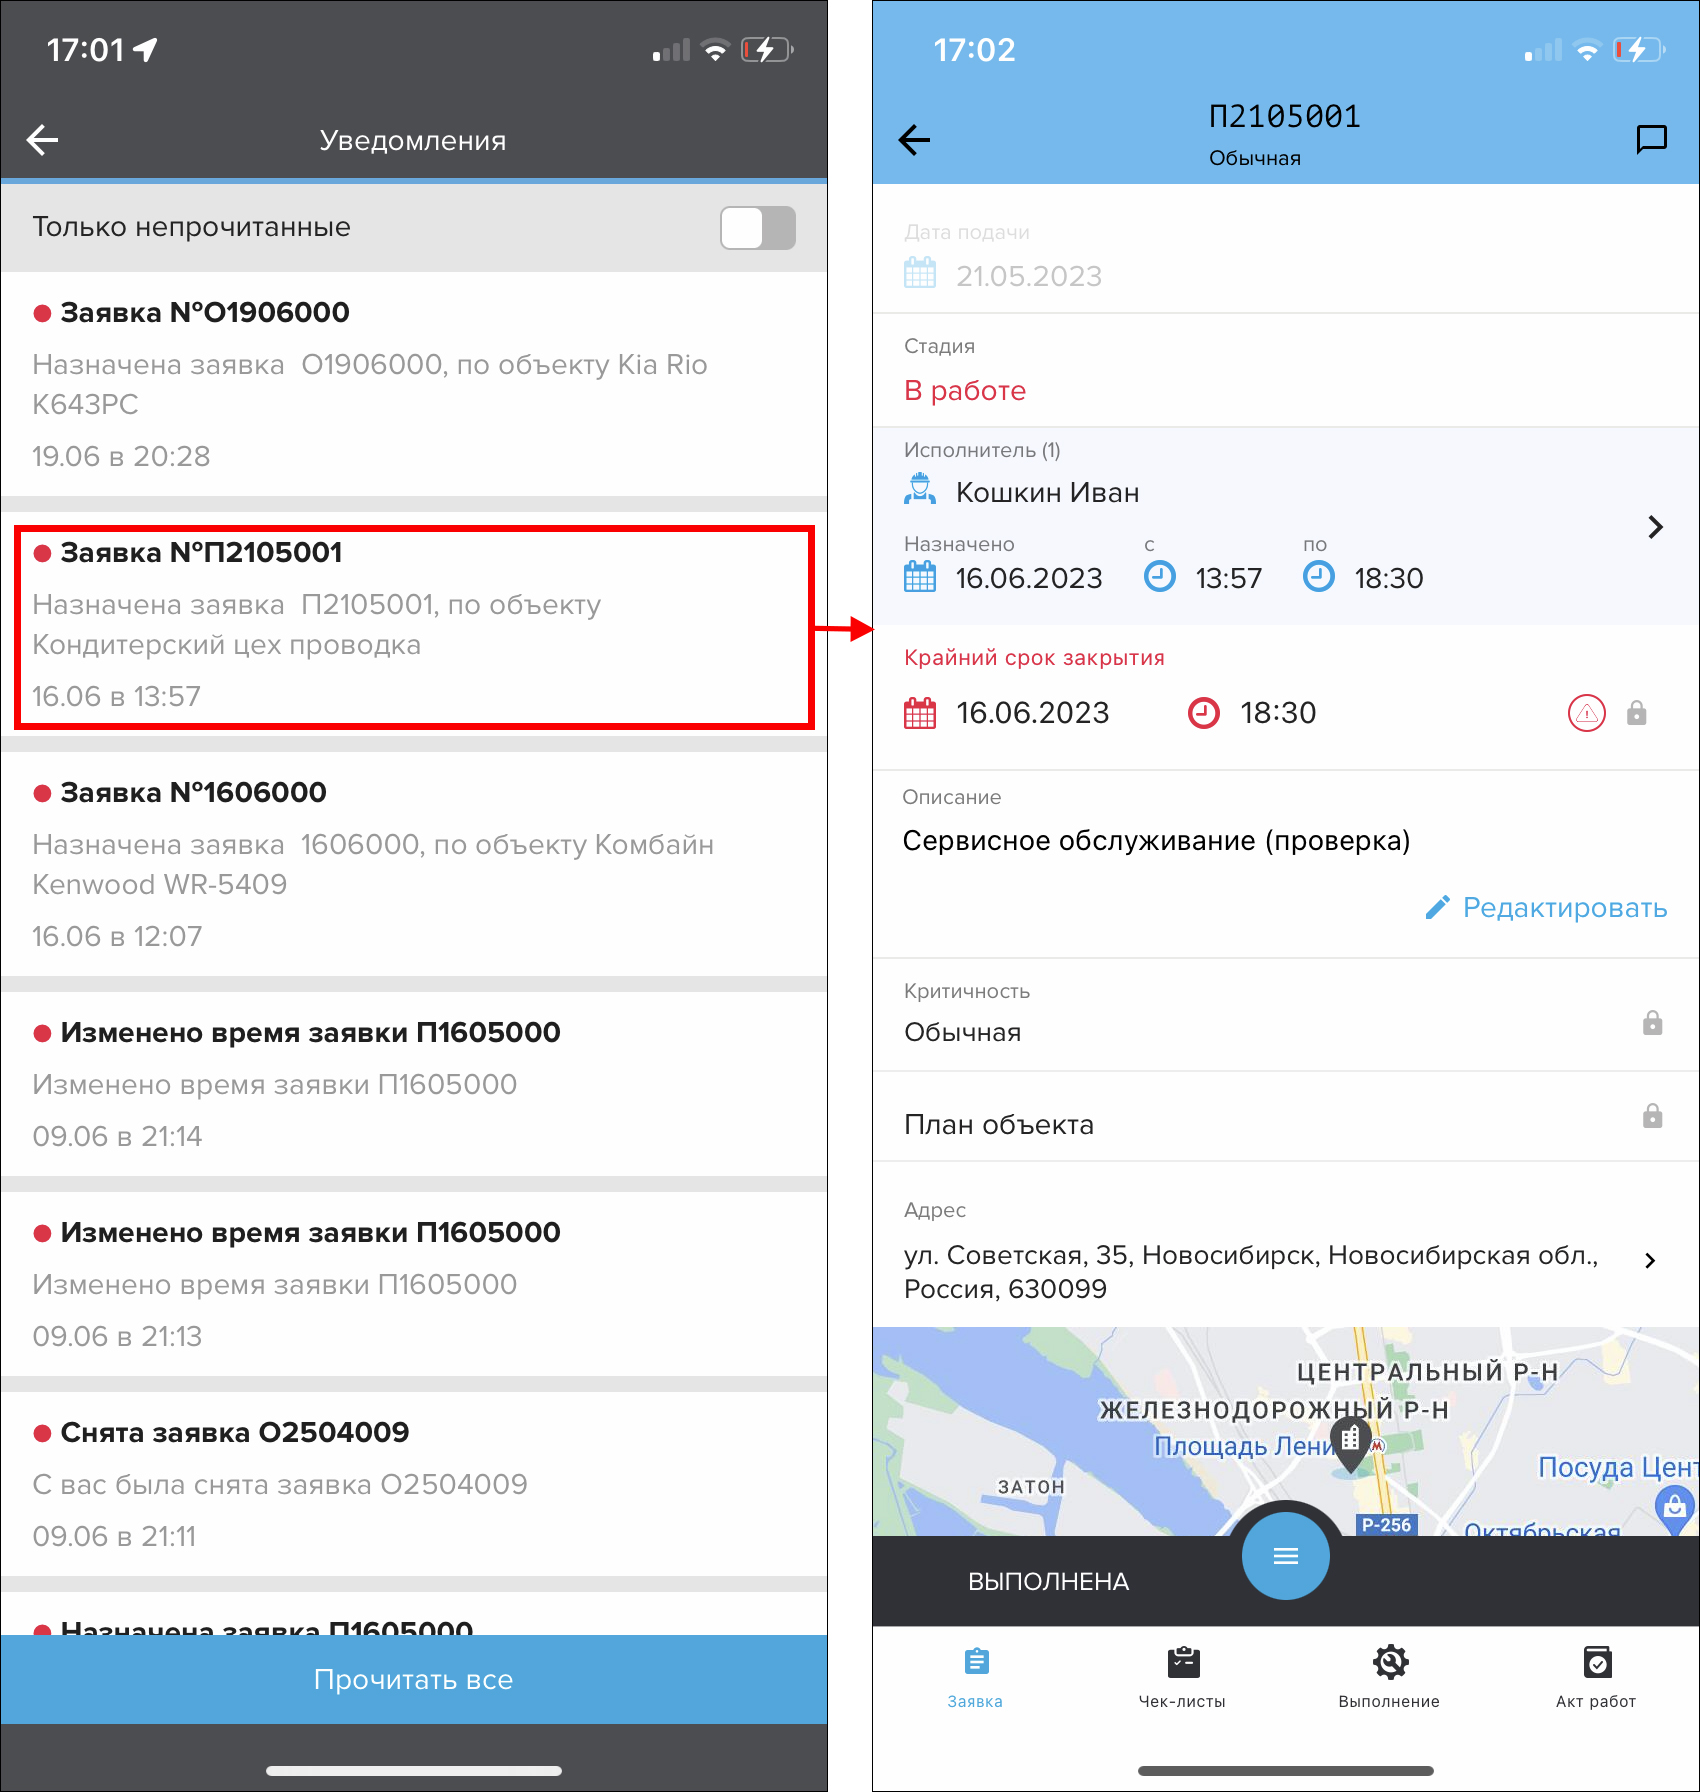 17:01
Уведомления
Только непрочитанные
Заявка №О1906000
Назначена заявка О1906000, по объекту Kia Rio
К643РС
19.06 в 20:28
Заявка №П2105001
Назначена заявка П2105001, по объекту
Кондитерский цех проводка
16.06 в 13:57
Заявка №1606000
Назначена заявка 1606000, по объекту Комбайн
Kenwood WR-5409
16.06 в 12:07
Изменено время заявки П1605000
Изменено время заявки П1605000
09.06 в 21:14
Изменено время заявки П1605000
Изменено время заявки П1605000
09.06 в 21:13
Снята заявка О2504009
С вас была снята заявка О2504009
09.06 в 21:11
Назначена заявка П1605000
Прочитать все
17:02
П2105001
Обычная
Дата подачи
21.05.2023
Стадия
В работе
Исполнитель (1)
Кошкин Иван
Назначено с по
16.06.2023 13:57 18:30
Крайний срок закрытия
16.06.2023 18:30
Описание
Сервисное обслуживание (проверка)
Редактировать
Критичность
Обычная
План объекта
Адрес
ул. Советская, 35, Новосибирск, Новосибирская обл.,
Россия, 630099
ЦЕНТРАЛЬНЫЙ Р-Н
ЖЕЛЕЗНОДОРОЖНЫЙ Р-Н
Площадь Лени
М
Посуда Цент
ЗАТОН
Р-256
Октябрьская
ВЫПОЛНЕНА
Заявка
Чек-листы
Выполнение
Акт работ